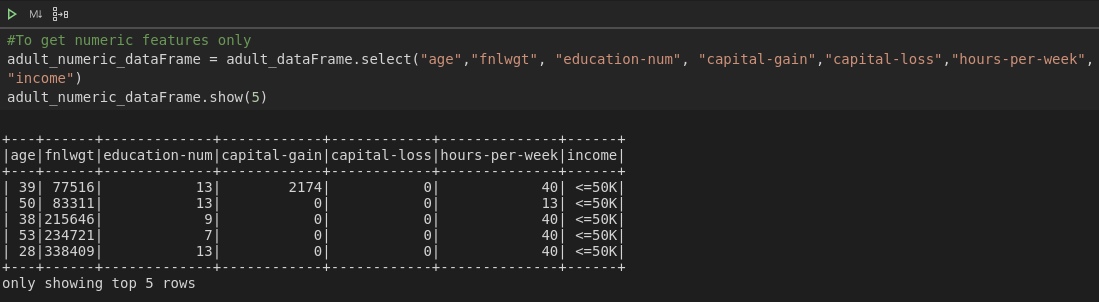 M↓
#To get numeric features only
adult_numeric_dataFrame = adult_dataFrame.select("age","fnlwgt", "education-num", "capital-gain","capital-loss","hours-per-week",
"income")
adult_numeric_dataFrame.show(5)
+---+------+-------------+------------+------------+--------------+------+
|age|fnlwgt|education-num|capital-gain|capital-loss|hours-per-week|income|
+---+------+-------------+------------+------------+--------------+------+
| 39| 77516|           13|        2174|           0|            40| <=50K|
| 50| 83311|           13|           0|           0|            13| <=50K|
| 38|215646|            9|           0|           0|            40| <=50K|
| 53|234721|            7|           0|           0|            40| <=50K|
| 28|338409|           13|           0|           0|            40| <=50K|
+---+------+-------------+------------+------------+--------------+------+
only showing top 5 rows